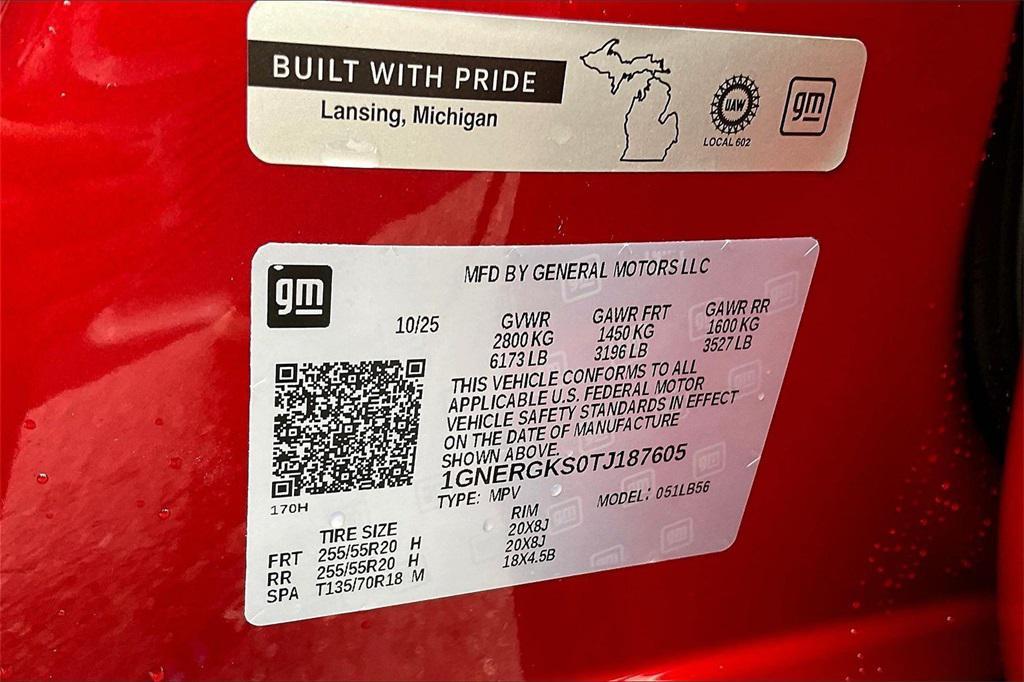 BUILT WITH PRIDE
Lansing, Michigan
UAW
LOCAL 602
gm
gm
MFD BY GENERAL MOTORS LLC
10/25 GVWR GAWR FRT GAWR RR
2800 KG 1450 KG 1600 KG
6173 LB 3196 LB 3527 LB
THIS VEHICLE CONFORMS TO ALL
APPLICABLE U.S. FEDERAL MOTOR
VEHICLE SAFETY STANDARDS IN EFFECT
ON THE DATE OF MANUFACTURE
SHOWN ABOVE.
1GNERGKS0TJ187605
TYPE: MPV MODEL: 051LB56
170H
TIRE SIZE RIM
FRT 255/55R20 H 20X8J
RR 255/55R20 H 20X8J
SPA T135/70R18 M 18X4.5B